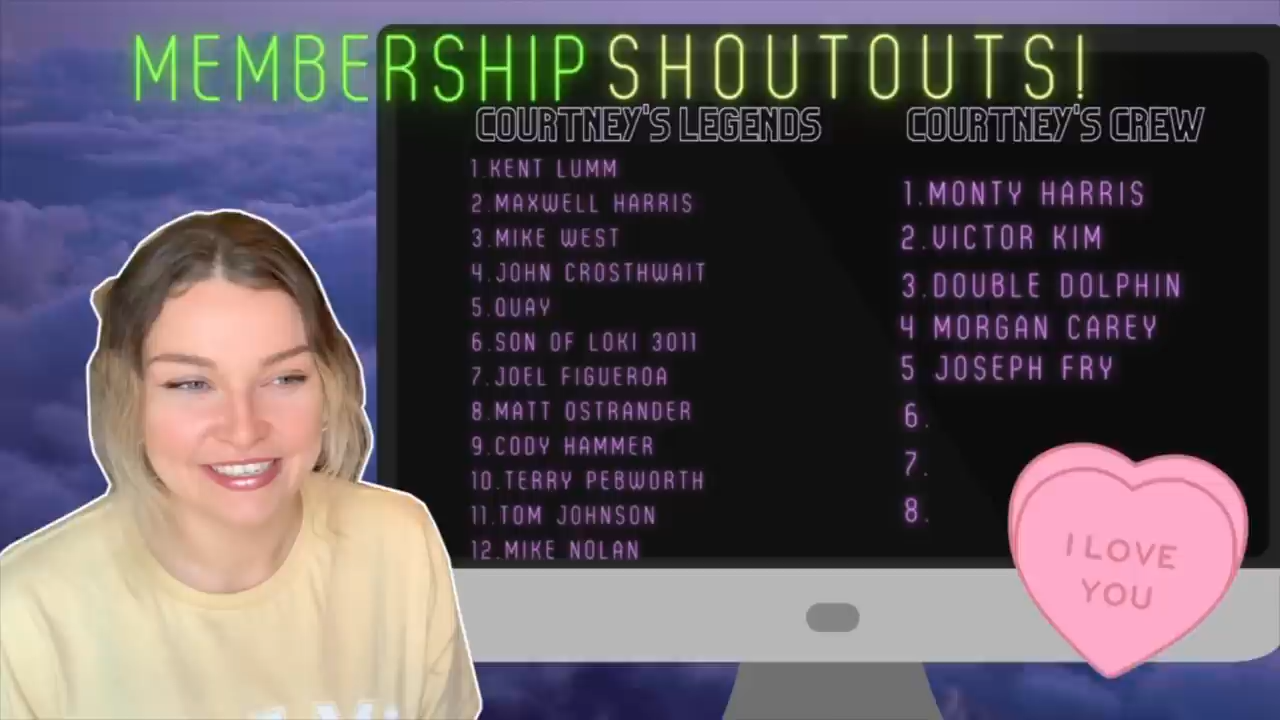 MEMBERSHIP SHOUTOUTS!
COURTNEY'S LEGENDS
1.KENT LUMM
2.MAXWELL HARRIS
3.MIKE WEST
4.JOHN CROSTHWAIT
5.QUAY
6.SON OF LOKI 3011
7.JOEL FIGUEROA
8.MATT OSTRANDER
9.CODY HAMMER
10.TERRY PEBWORTH
11.TOM JOHNSON
12.MIKE NOLAN
COURTNEY'S CREW
1.MONTY HARRIS
2.VICTOR KIM
3.DOUBLE DOLPHIN
4 MORGAN CAREY
5 JOSEPH FRY
6.
7.
8.
I LOVE
YOU